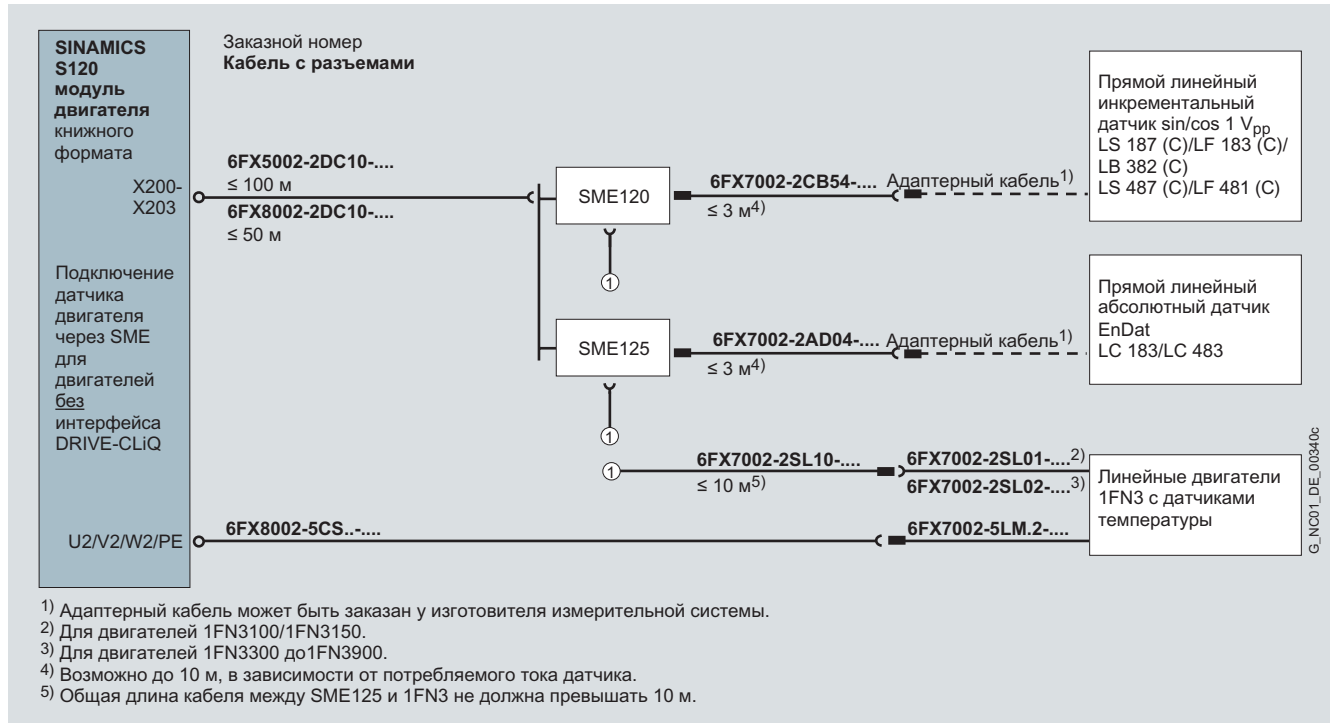 SINAMICS
S120
модуль
двигателя
книжного
формата
X200-
X203
Подключение
датчика
двигателя
через SME
для
двигателей
без
интерфейса
DRIVE-CLiQ
U2/V2/W2/PE
Заказной номер
Кабель с разъемами
6FX5002-2DC10-....
≤ 100 м
6FX8002-2DC10-....
≤ 50 м
SME120
6FX7002-2CB54-....
≤ 3 м4)
Адаптерный кабель1)
Прямой линейный
инкрементальный
датчик sin/cos 1 Vpp
LS 187 (C)/LF 183 (C)/
LB 382 (C)
LS 487 (C)/LF 481 (C)
1
SME125
6FX7002-2AD04-....
≤ 3 м4)
Адаптерный кабель1)
Прямой линейный
абсолютный датчик
EnDat
LC 183/LC 483
1
1
6FX7002-2SL10-....
≤ 10 м5)
6FX7002-2SL01-....2)
6FX7002-2SL02-....3)
Линейные двигатели
1FN3 с датчиками
температуры
6FX8002-5CS..-....
6FX7002-5LM.2-....
G_NC01_DE_00340c
1) Адаптерный кабель может быть заказан у изготовителя измерительной системы.
2) Для двигателей 1FN3100/1FN3150.
3) Для двигателей 1FN3300 до1FN3900.
4) Возможно до 10 м, в зависимости от потребляемого тока датчика.
5) Общая длина кабеля между SME125 и 1FN3 не должна превышать 10 м.